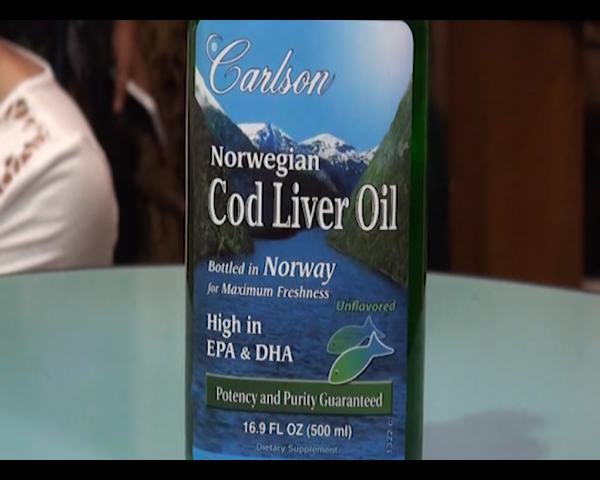 Carlson
Norwegian
Cod Liver Oil
Bottled in Norway
for Maximum Freshness
Unflavored
High in
EPA & DHA
Potency and Purity Guaranteed
16.9 FL OZ (500 ml)
Dietary Supplement